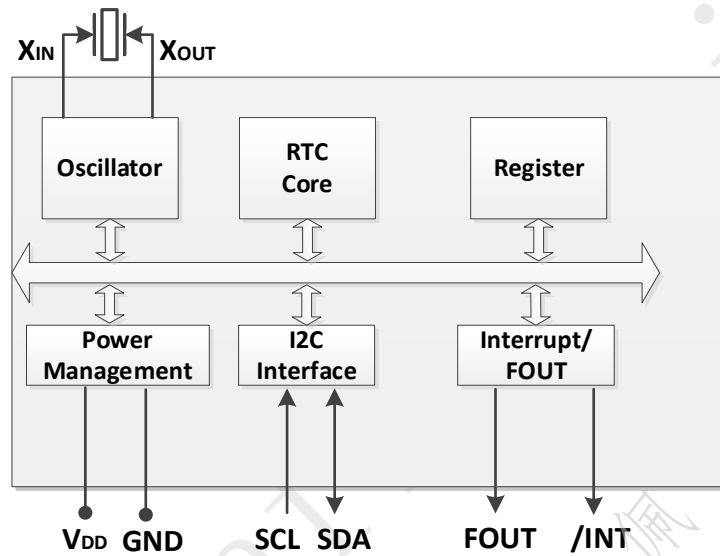 XIN XOUT
Oscillator
RTC
Core
Register
Power
Management
I2C
Interface
Interrupt/
FOUT
VDD GND SCL SDA FOUT /INT